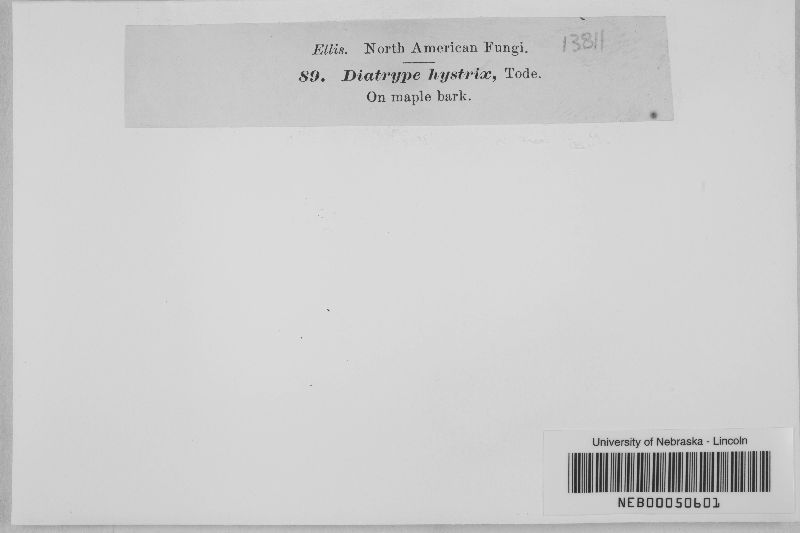 Ellis. North American Fungi.
13811
89. Diatrype hystrix, Tode.
On maple bark.
University of Nebraska - Lincoln
NEB00050601